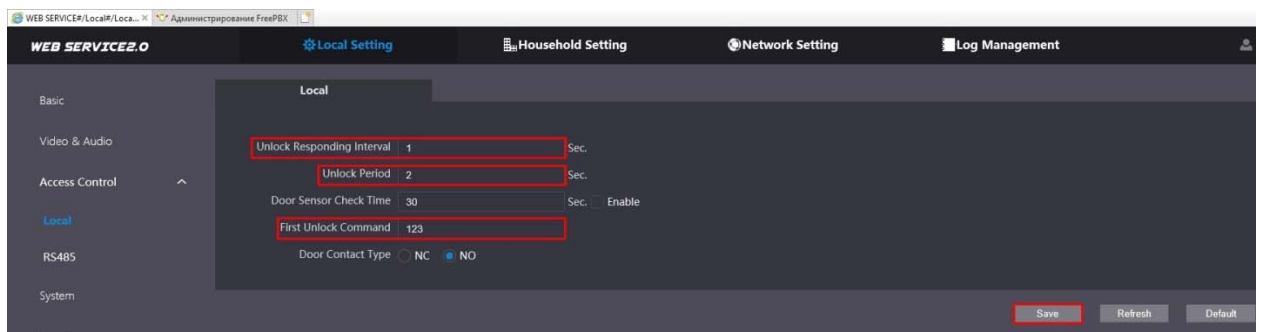 WEB SERVICE#/Local#/Loca... × Администрирование FreePBX
WEB SERVICE2.0 Local Setting Household Setting Network Setting Log Management
Local
Basic
Video & Audio
Access Control
Local
RS485
System
Unlock Responding Interval 1 Sec.
Unlock Period 2 Sec.
Door Sensor Check Time 30 Sec. Enable
First Unlock Command 123
Door Contact Type NC NO
Save Refresh Default